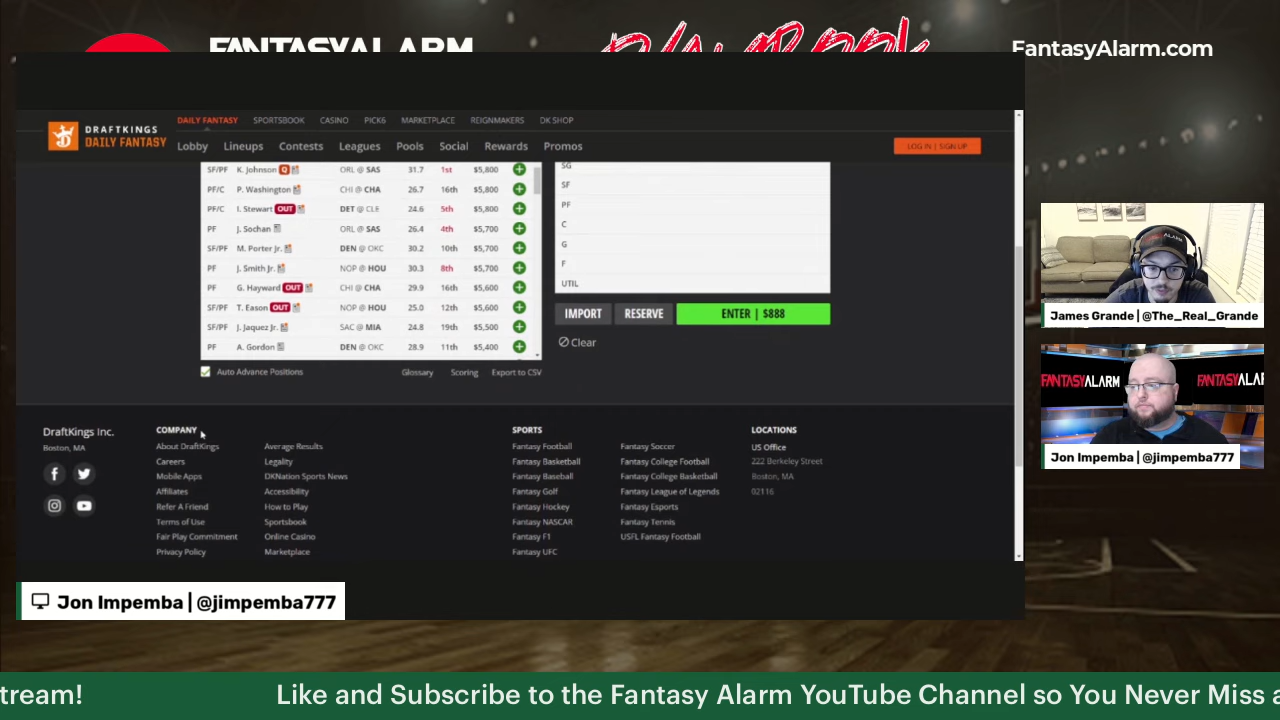 FANTASYALARM
PLAYBOOK
FantasyAlarm.com
DRAFTKINGS
DAILY FANTASY
DAILY FANTASY SPORTSBOOK CASINO PICK6 MARKETPLACE REIGNMAKERS DK SHOP
Lobby Lineups Contests Leagues Pools Social Rewards Promos
LOG IN | SIGN UP
SF/PF K. Johnson Q ORL @ SAS 31.7 1st $5,800
PF/C P. Washington CHI @ CHA 26.7 16th $5,800
PF/C I. Stewart OUT DET @ CLE 24.6 5th $5,800
PF J. Sochan ORL @ SAS 26.4 4th $5,700
SF/PF M. Porter Jr. DEN @ OKC 30.2 10th $5,700
PF J. Smith Jr. NOP @ HOU 30.3 8th $5,700
PF G. Hayward OUT CHI @ CHA 29.9 16th $5,600
SF/PF T. Eason OUT NOP @ HOU 25.0 12th $5,600
SF/PF J. Jaquez Jr. SAC @ MIA 24.8 19th $5,500
PF A. Gordon DEN @ OKC 28.9 11th $5,400
SG
SF
PF
C
G
F
UTIL
IMPORT RESERVE ENTER | $888
Clear
Auto Advance Positions Glossary Scoring Export to CSV
DraftKings Inc.
Boston, MA
COMPANY
About DraftKings
Careers
Mobile Apps
Affiliates
Refer A Friend
Terms of Use
Fair Play Commitment
Privacy Policy
Average Results
Legality
DKNation Sports News
Accessibility
How to Play
Sportsbook
Online Casino
Marketplace
SPORTS
Fantasy Football
Fantasy Basketball
Fantasy Baseball
Fantasy Golf
Fantasy Hockey
Fantasy NASCAR
Fantasy F1
Fantasy UFC
Fantasy Soccer
Fantasy College Football
Fantasy College Basketball
Fantasy League of Legends
Fantasy Esports
Fantasy Tennis
USFL Fantasy Football
LOCATIONS
US Office
222 Berkeley Street
Boston, MA
02116
James Grande | @The_Real_Grande
FANTASYALARM FANTASYALA
Jon Impemba | @jimpemba777
Jon Impemba | @jimpemba777
tream! Like and Subscribe to the Fantasy Alarm YouTube Channel so You Never Miss a